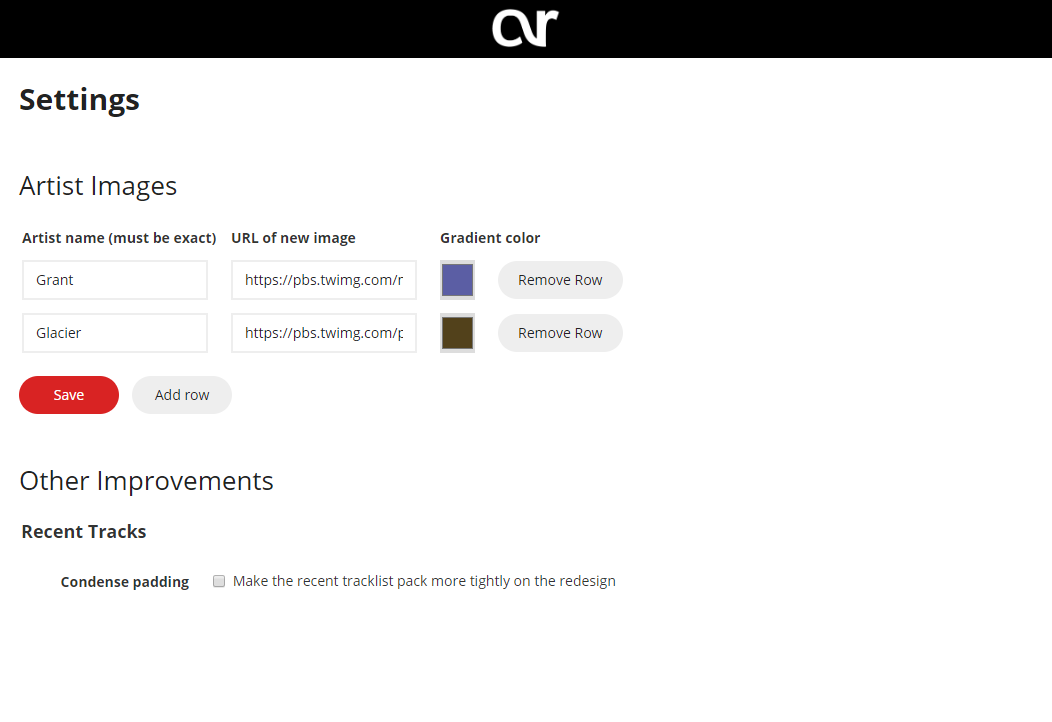 Settings
Artist Images
Artist name (must be exact) URL of new image Gradient color
Grant https://pbs.twimg.com/r Remove Row
Glacier https://pbs.twimg.com/p Remove Row
Save Add row
Other Improvements
Recent Tracks
Condense padding Make the recent tracklist pack more tightly on the redesign